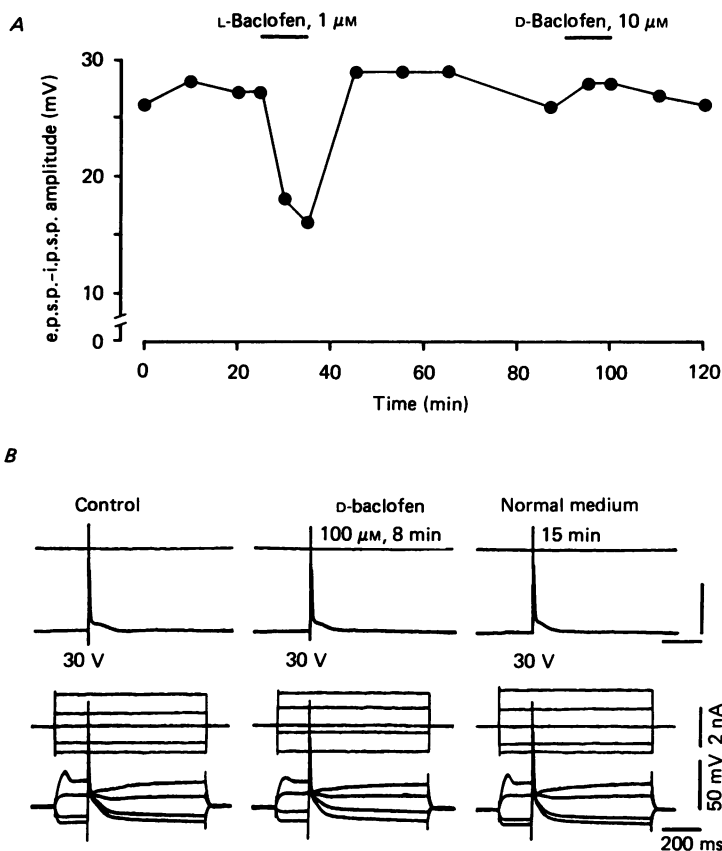 A
L-Baclofen, 1 μM
D-Baclofen, 10 μM
30
20
10
0
e.p.s.p.-i.p.s.p. amplitude (mV)
0
20
40
60
80
100
120
Time (min)
B
Control
D-baclofen
100 μM, 8 min
Normal medium
15 min
30 V
30 V
30 V
2 nA
50 mV
200 ms